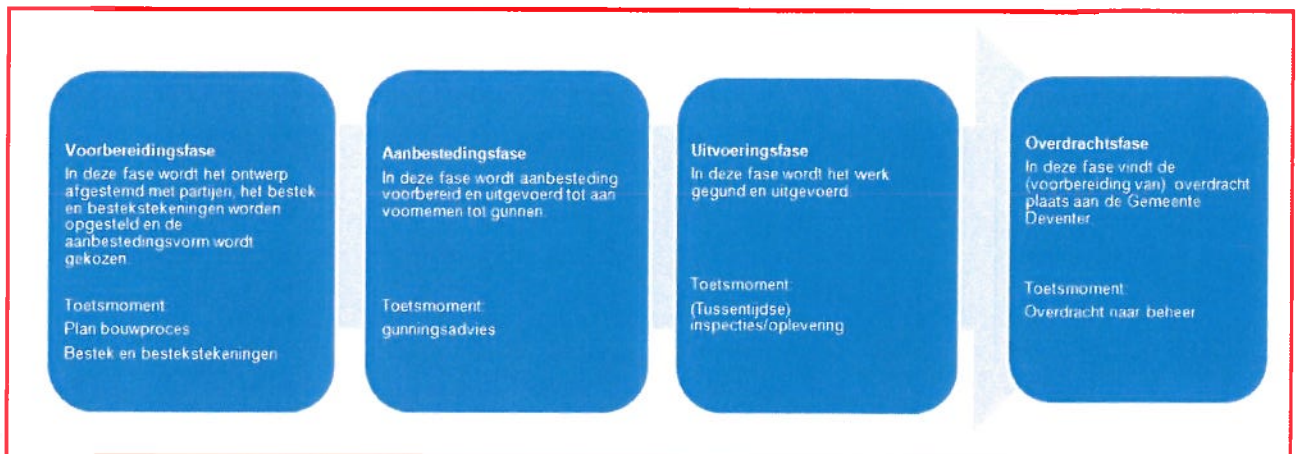 Voorbereidingsfase
In deze fase wordt het ontwerp
afgestemd met partijen, het bestek
en bestekstekeningen worden
opgesteld en de
aanbestedingsvorm wordt
gekozen.
Toetsmoment:
Plan bouwproces
Bestek en bestekstekeningen
Aanbestedingsfase
In deze fase wordt aanbesteding
voorbereid en uitgevoerd tot aan
voornemen tot gunnen.
Toetsmoment:
gunningsadvies
Uitvoeringsfase
In deze fase wordt het werk
gegund en uitgevoerd.
Toetsmoment:
(Tussentijdse)
inspecties/oplevering
Overdrachtsfase
In deze fase vindt de
(voorbereiding van) overdracht
plaats aan de Gemeente
Deventer.
Toetsmoment:
Overdracht naar beheer